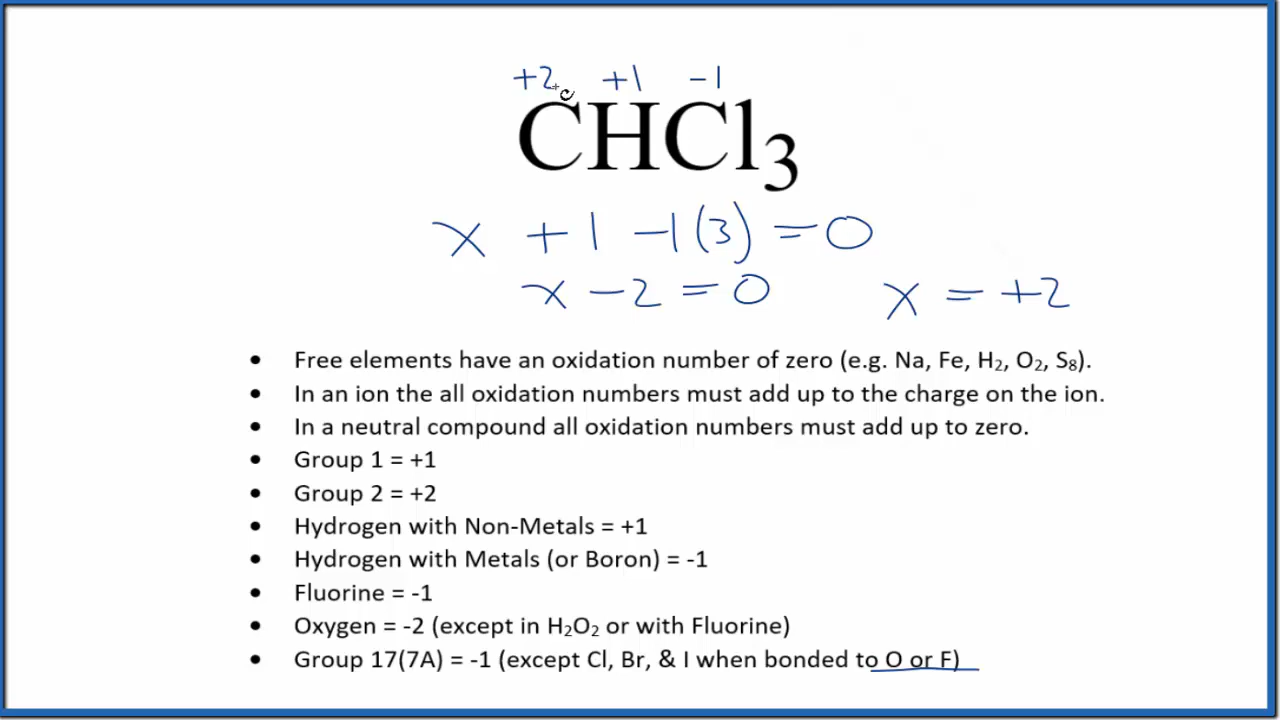 +2 +1 -1
CHCl₃
x +1 -1(3) = 0
x - 2 = 0 x = +2
• Free elements have an oxidation number of zero (e.g. Na, Fe, H₂, O₂, S₈).
• In an ion the all oxidation numbers must add up to the charge on the ion.
• In a neutral compound all oxidation numbers must add up to zero.
• Group 1 = +1
• Group 2 = +2
• Hydrogen with Non-Metals = +1
• Hydrogen with Metals (or Boron) = -1
• Fluorine = -1
• Oxygen = -2 (except in H₂O₂ or with Fluorine)
• Group 17(7A) = -1 (except Cl, Br, & I when bonded to O or F)